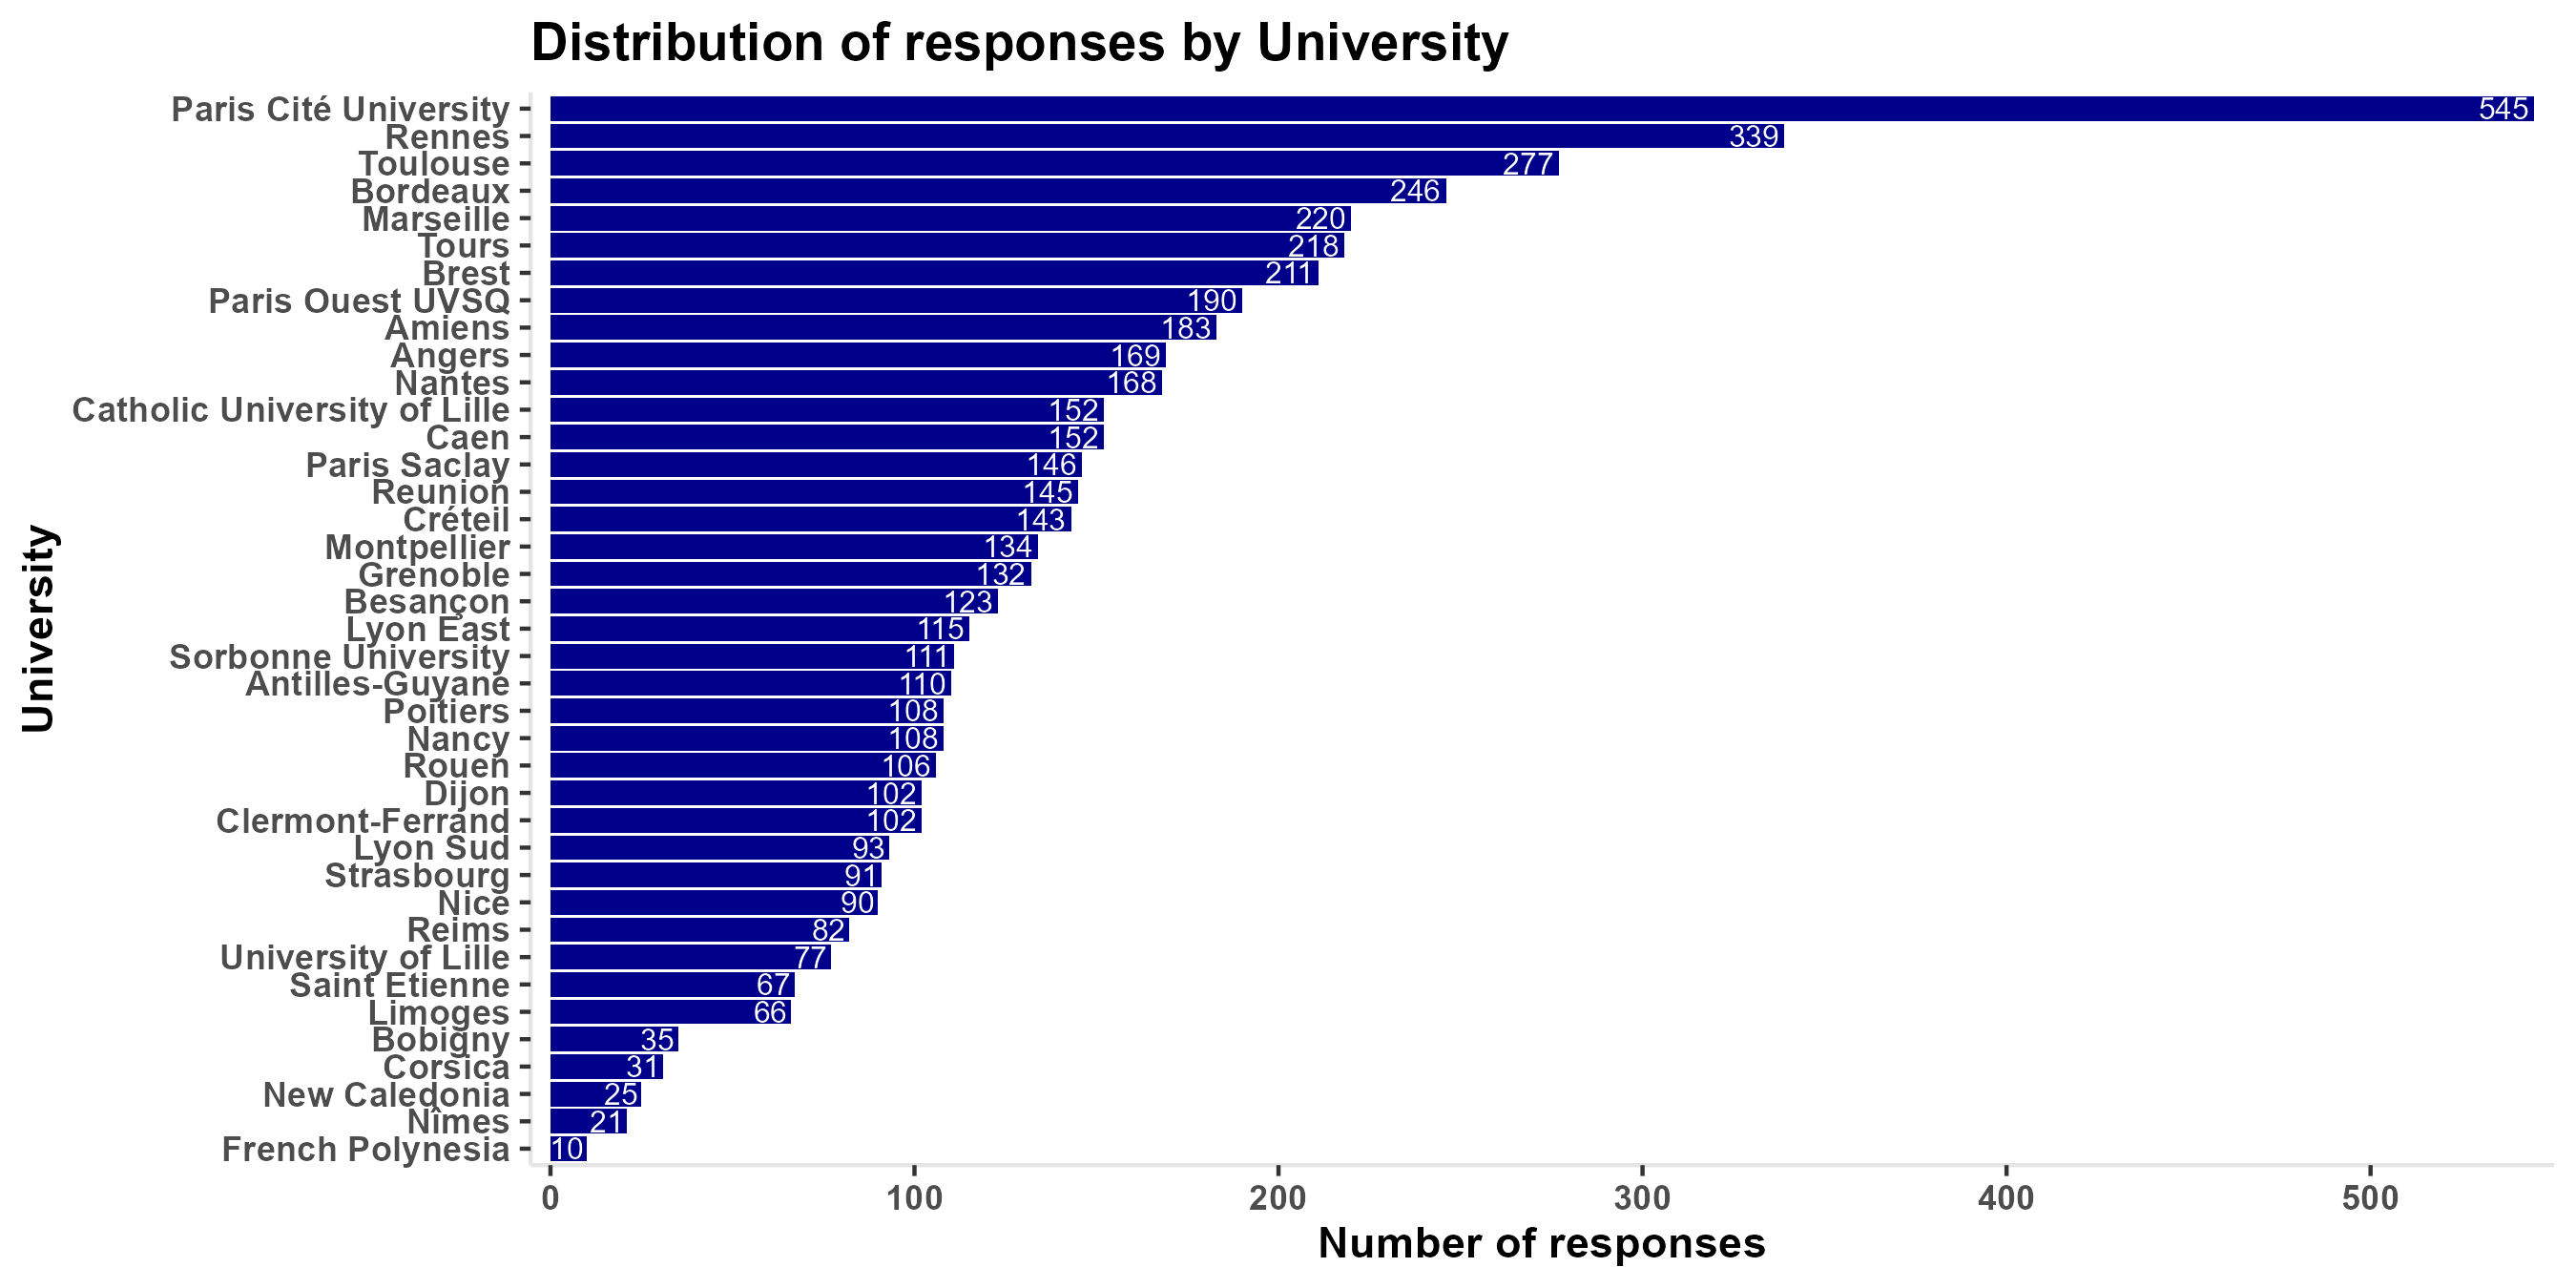 Distribution of responses by University
Paris Cité University 545
Rennes 339
Toulouse 277
Bordeaux 246
Marseille 220
Tours 218
Brest 211
Paris Ouest UVSQ 190
Amiens 183
Angers 169
Nantes 168
Catholic University of Lille 152
Caen 152
Paris Saclay 146
Reunion 145
Créteil 143
Montpellier 134
Grenoble 132
Besançon 123
Lyon East 115
Sorbonne University 111
Antilles-Guyane 110
Poitiers 108
Nancy 108
Rouen 106
Dijon 102
Clermont-Ferrand 102
Lyon Sud 93
Strasbourg 91
Nice 90
Reims 82
University of Lille 77
Saint Etienne 67
Limoges 66
Bobigny 35
Corsica 31
New Caledonia 25
Nîmes 21
French Polynesia 10
0 100 200 300 400 500
Number of responses
University